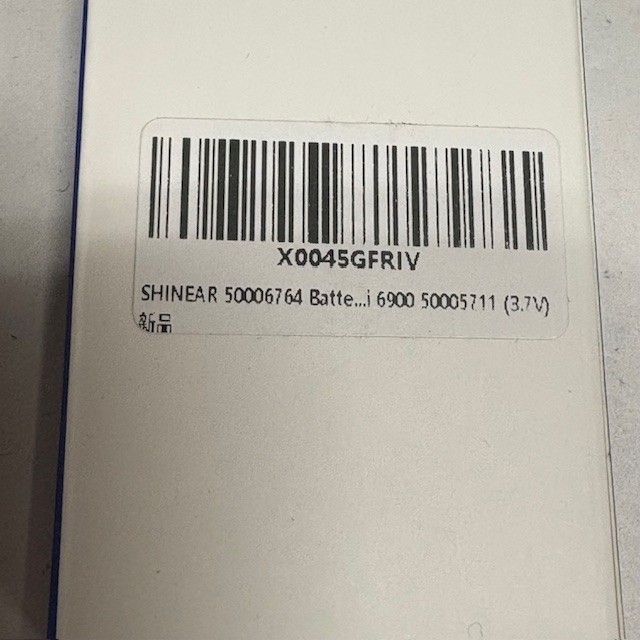 X0045GFRIV
SHINEAR 50006764 Batte...i 6900 50005711 (3.7V)
新品